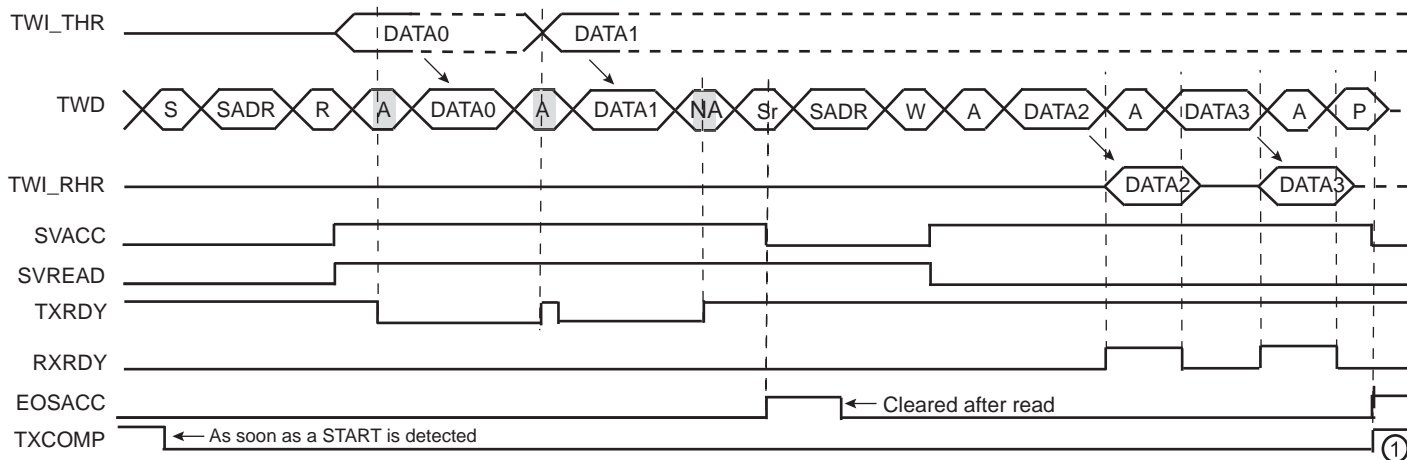 TWI_THR DATA0 DATA1
TWD S SADR R A DATA0 A DATA1 NA Sr SADR W A DATA2 A DATA3 A P
TWI_RHR DATA2 DATA3
SVACC
SVREAD
TXRDY
RXRDY
EOSACC Cleared after read
TXCOMP As soon as a START is detected 1